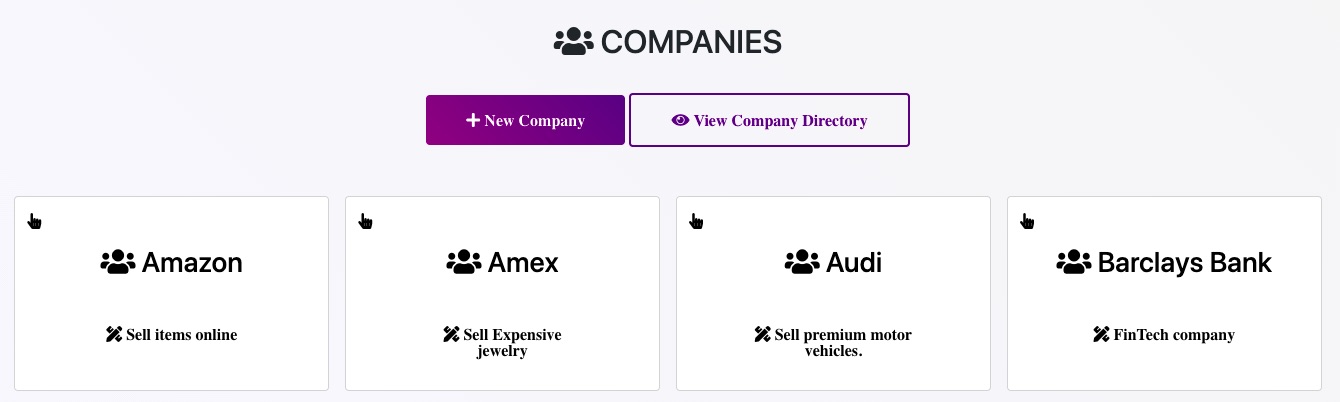 COMPANIES
New Company
View Company Directory
Amazon
Amex
Audi
Barclays Bank
Sell items online
Sell Expensive
jewelry
Sell premium motor
vehicles.
FinTech company